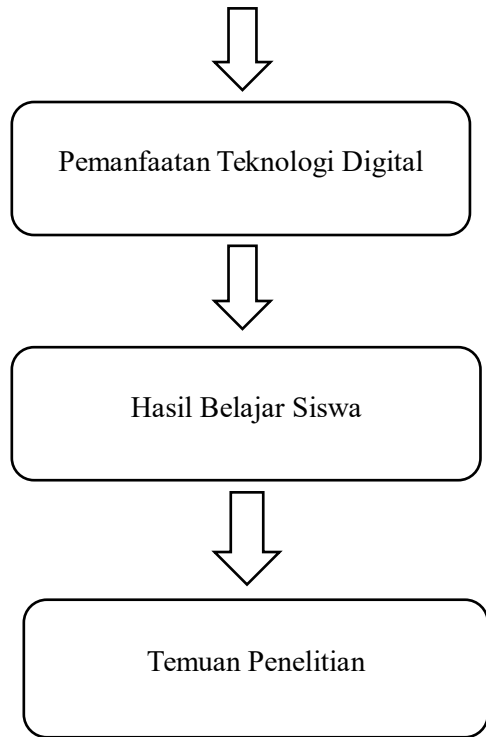 Pemanfaatan Teknologi Digital
Hasil Belajar Siswa
Temuan Penelitian